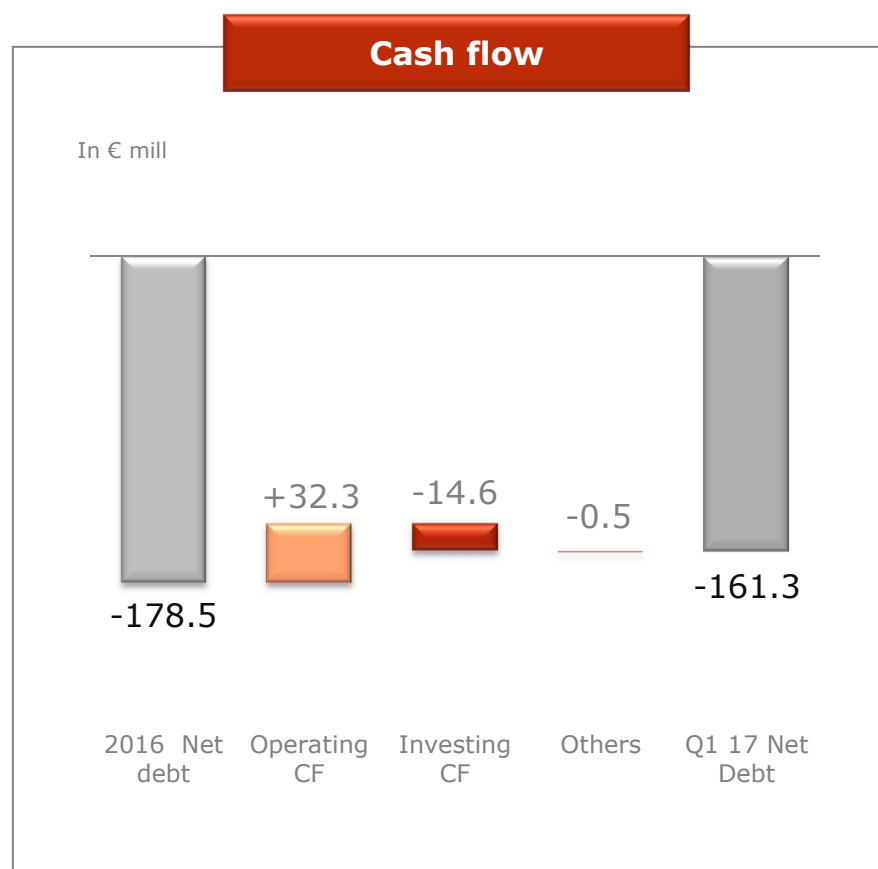 Cash flow
In € mill
+32.3
-14.6
-0.5
-178.5
-161.3
2016 Net
debt
Operating
CF
Investing
CF
Others
Q1 17 Net
Debt